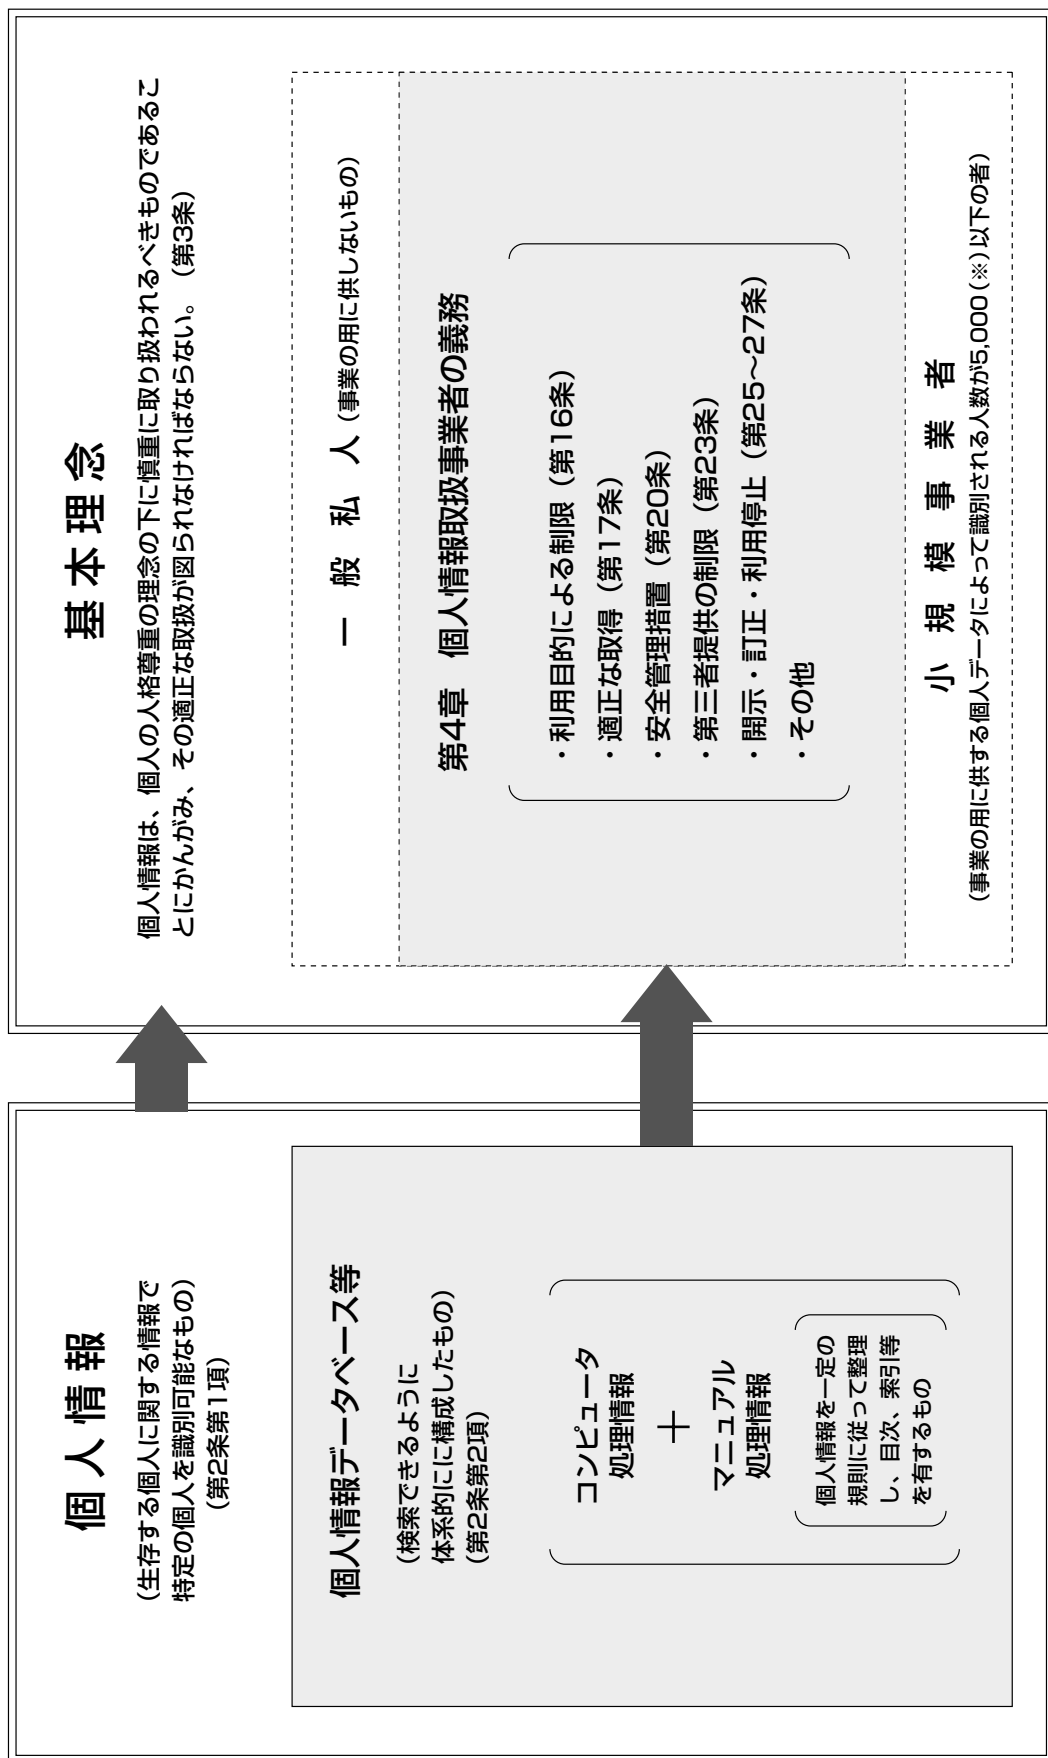 個人情報
(生存する個人に関する情報で
特定の個人を識別可能なもの)
(第2条第1項)
個人情報データベース等
(検索できるように
体系的にに構成したもの)
(第2条第2項)
コンピュータ
処理情報
+
マニュアル
処理情報
個人情報を一定の
規則に従って整理
し、目次、索引等
を有するもの
基本理念
個人情報は、個人の人格尊重の理念の下に慎重に取り扱われるべきものであるこ
とにかんがみ、その適正な取扱が図られなければならない。(第3条)
一般私人(事業の用に供しないもの)
第4章 個人情報取扱事業者の義務
・利用目的による制限(第16条)
・適正な取得(第17条)
・安全管理措置(第20条)
・第三者提供の制限(第23条)
・開示・訂正・利用停止(第25~27条)
・その他
小規模事業者
(事業の用に供する個人データによって識別される人数が5,000(※)以下の者)